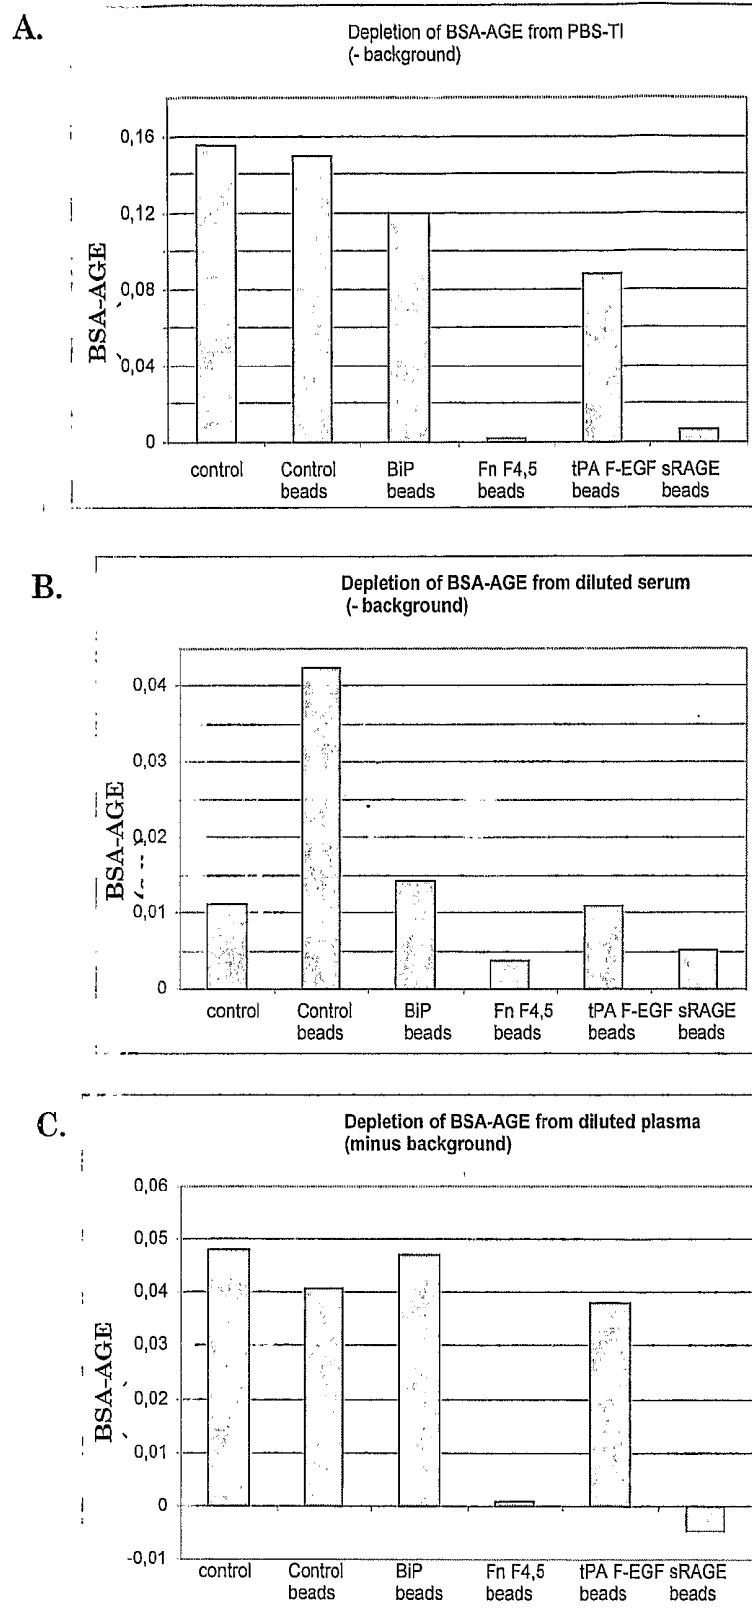 A.
Depletion of BSA-AGE from PBS-TI
(- background)
BSA-AGE
0,16
0,12
0,08
0,04
0
control Control BiP Fn F4,5 tPA F-EGF sRAGE
beads beads beads beads beads
B.
Depletion of BSA-AGE from diluted serum
(- background)
BSA-AGE
0,04
0,03
0,02
0,01
0
control Control BiP Fn F4,5 tPA F-EGF sRAGE
beads beads beads beads beads
C.
Depletion of BSA-AGE from diluted plasma
(minus background)
BSA-AGE
0,06
0,05
0,04
0,03
0,02
0,01
0
-0,01
control Control BiP Fn F4,5 tPA F-EGF sRAGE
beads beads beads beads beads